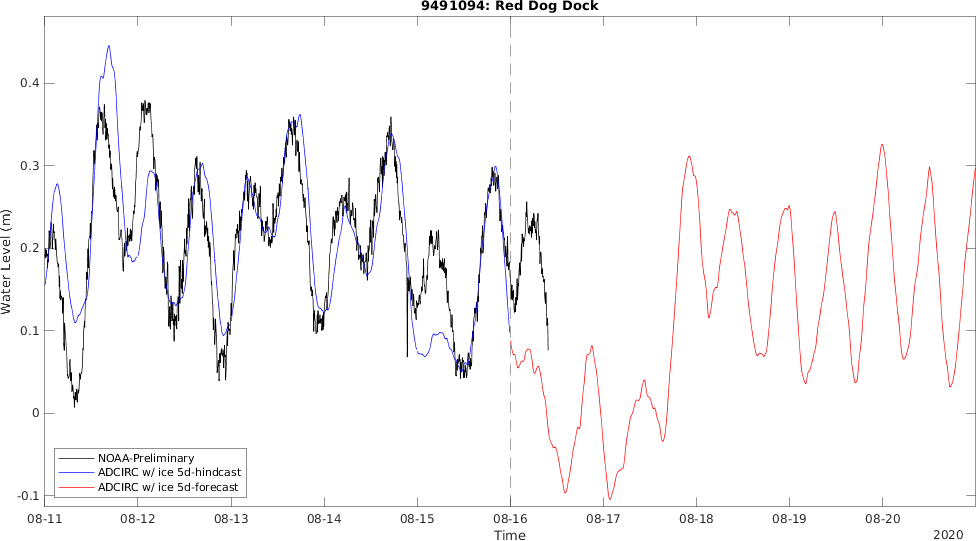 9491094: Red Dog Dock
Water Level (m)
0.4
0.3
0.2
0.1
0
-0.1
NOAA-Preliminary
ADCIRC w/ ice 5d-hindcast
ADCIRC w/ ice 5d-forecast
08-11 08-12 08-13 08-14 08-15 08-16 08-17 08-18 08-19 08-20
Time
2020